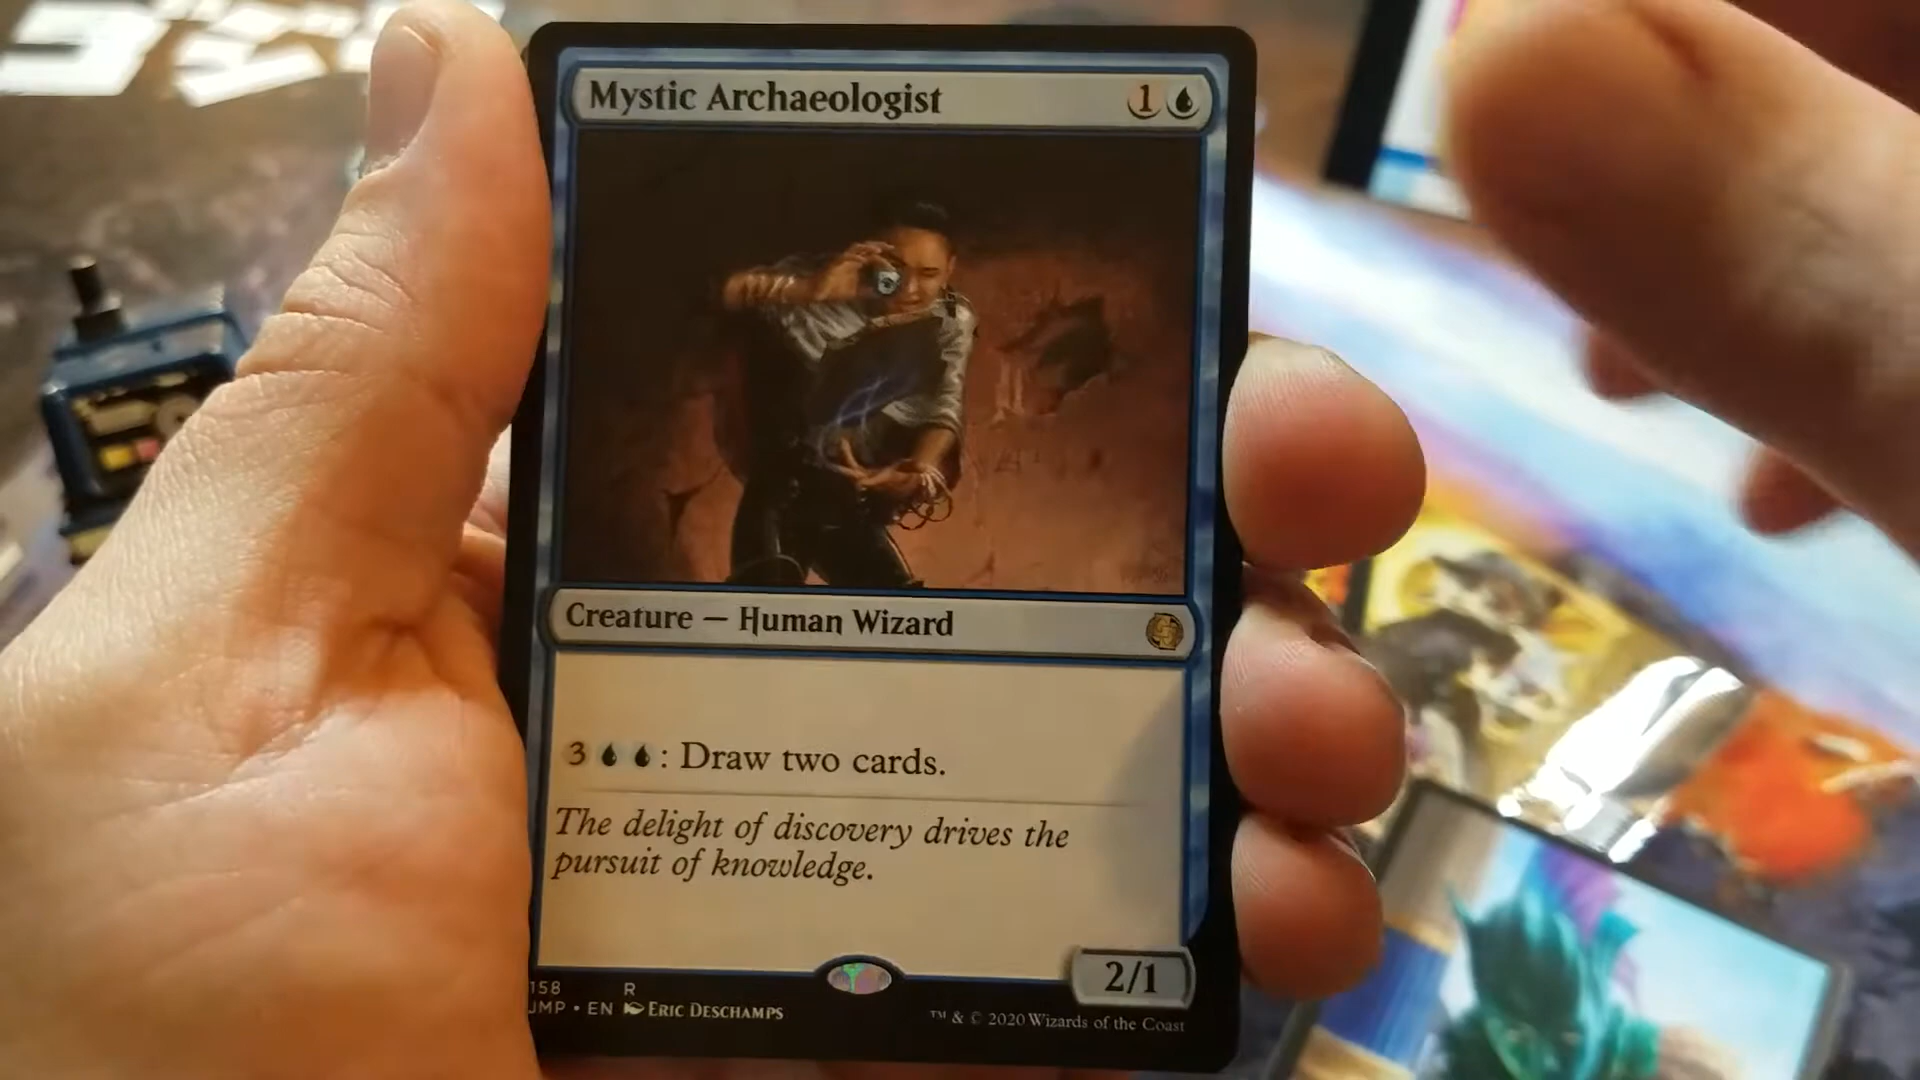 Mystic Archaeologist 1
Creature — Human Wizard
3 : Draw two cards.
The delight of discovery drives the
pursuit of knowledge.
2/1
158 R
JMP • EN Eric Deschamps
™ & © 2020 Wizards of the Coast